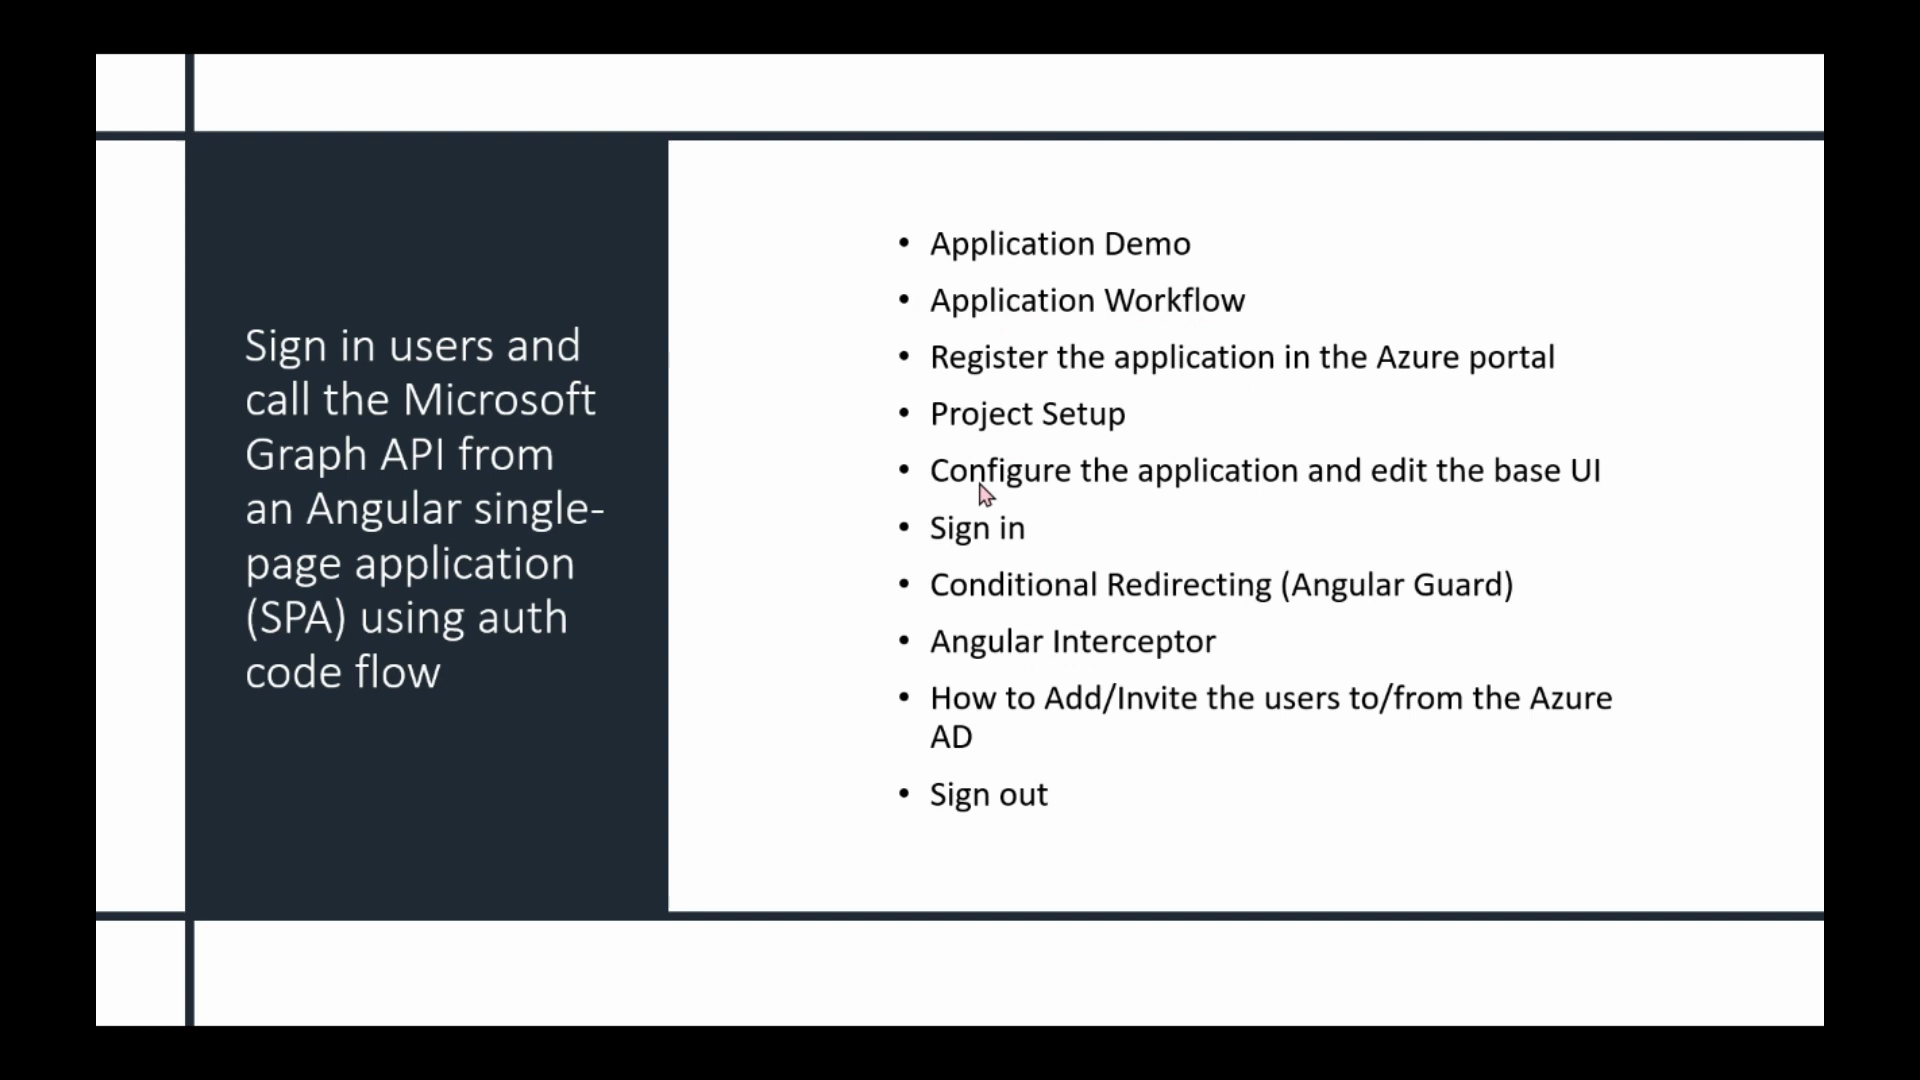 Sign in users and
call the Microsoft
Graph API from
an Angular single-
page application
(SPA) using auth
code flow
• Application Demo
• Application Workflow
• Register the application in the Azure portal
• Project Setup
• Configure the application and edit the base UI
• Sign in
• Conditional Redirecting (Angular Guard)
• Angular Interceptor
• How to Add/Invite the users to/from the Azure
AD
• Sign out